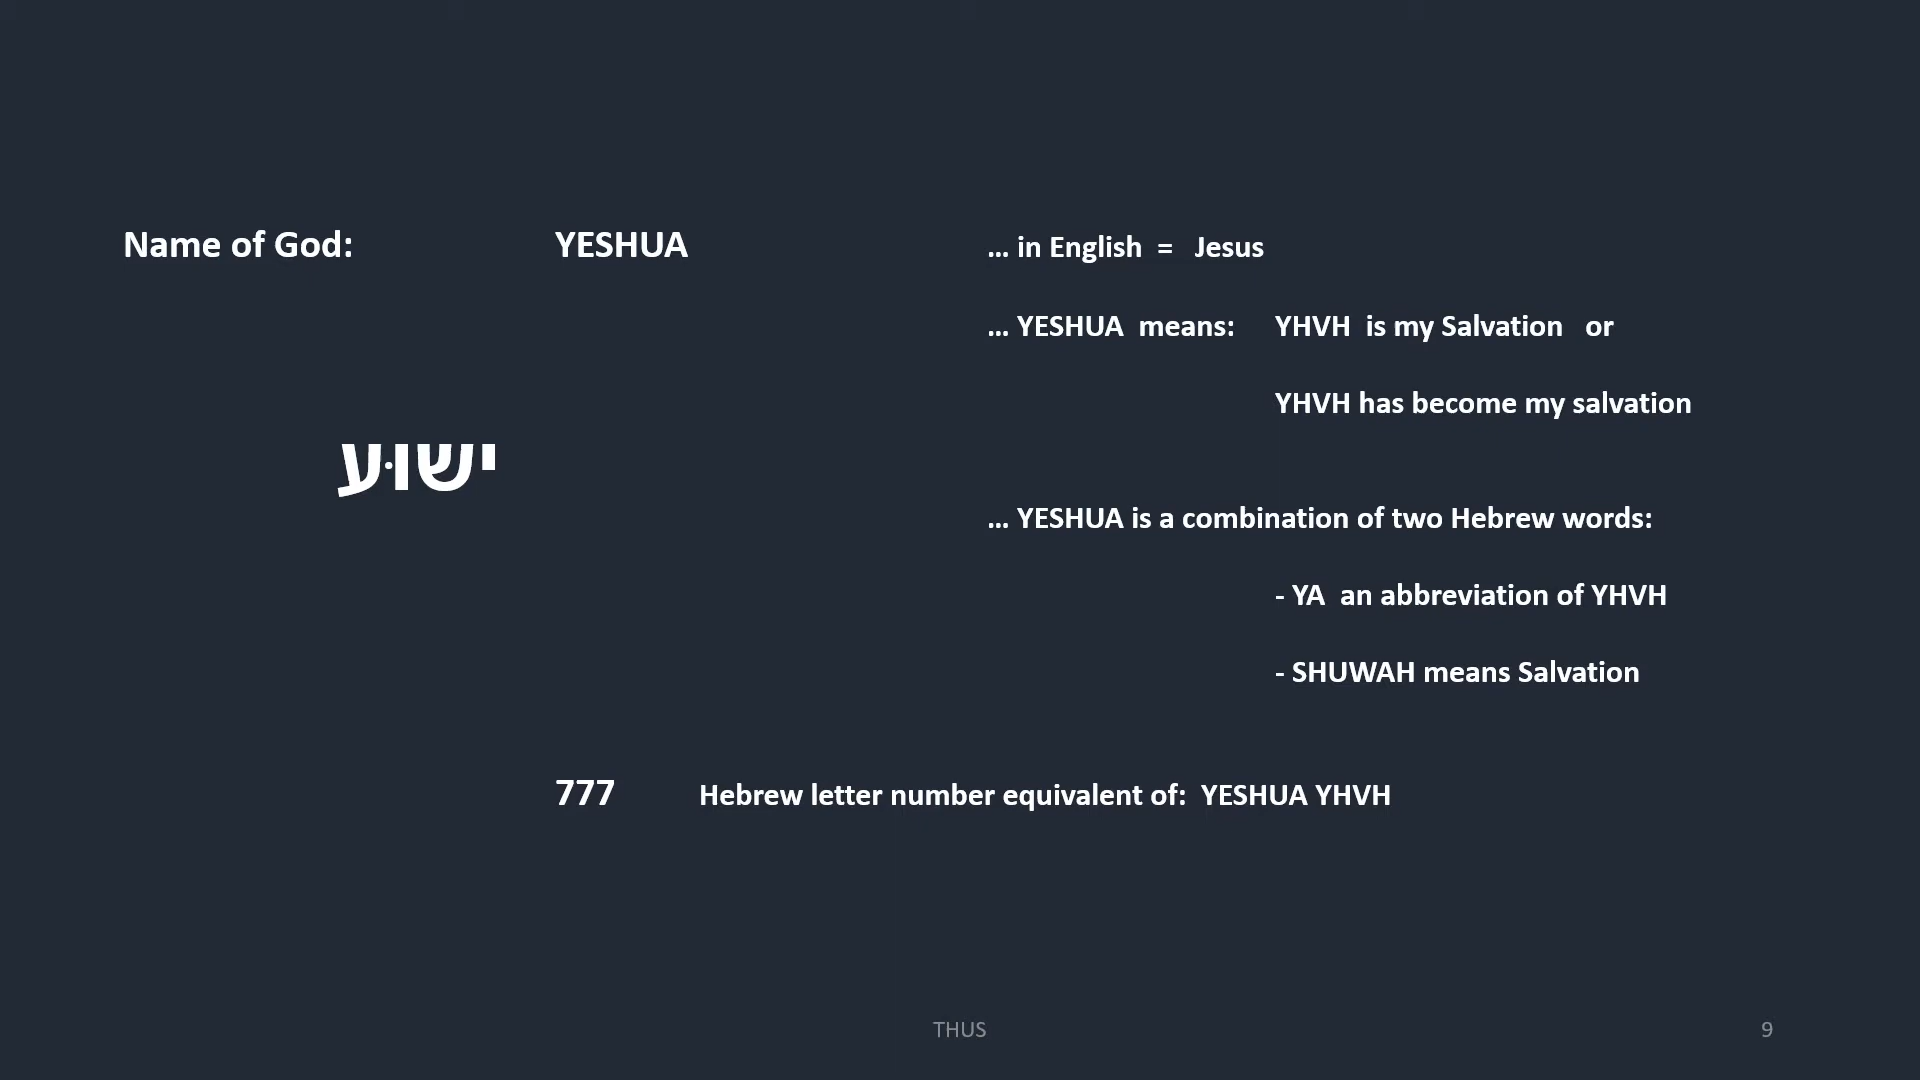 Name of God: YESHUA ... in English = Jesus
... YESHUA means: YHVH is my Salvation or
YHVH has become my salvation
ישוּע
... YESHUA is a combination of two Hebrew words:
- YA an abbreviation of YHVH
- SHUWAH means Salvation
777 Hebrew letter number equivalent of: YESHUA YHVH
THUS 9